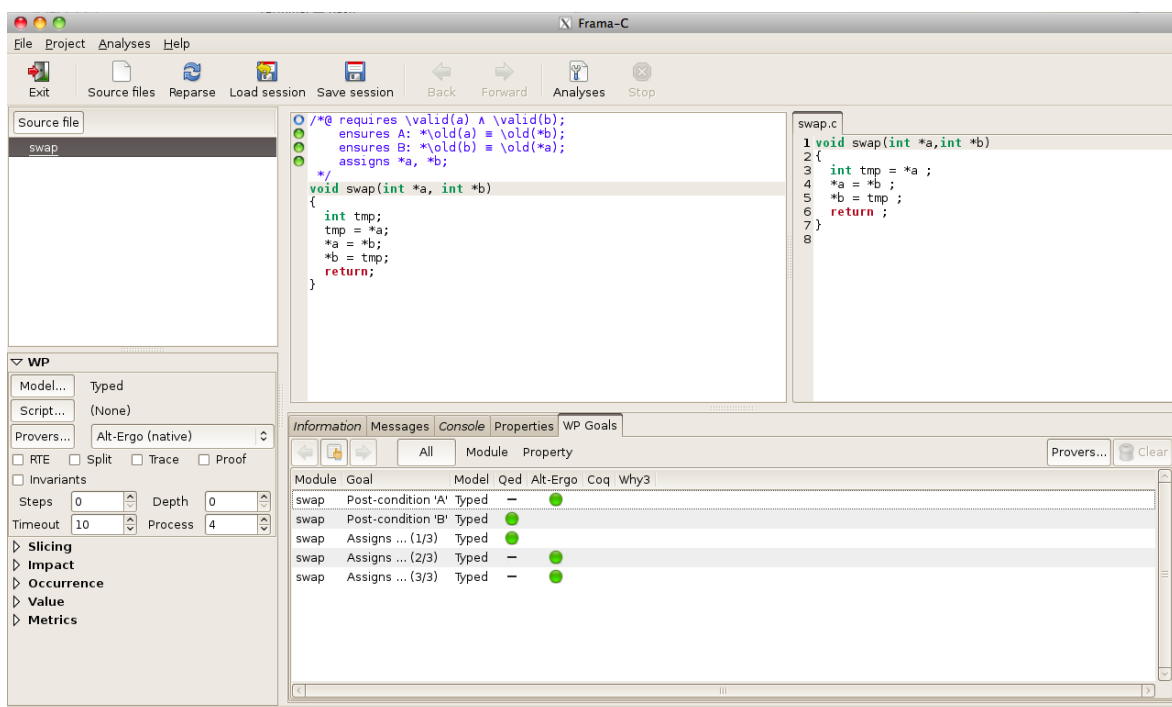 Frama-C
File Project Analyses Help
Exit Source files Reparse Load session Save session Back Forward Analyses Stop
Source file
swap
/*@ requires \valid(a) ∧ \valid(b);
ensures A: *\old(a) ≡ \old(*b);
ensures B: *\old(b) ≡ \old(*a);
assigns *a, *b;
*/
void swap(int *a, int *b)
{
int tmp;
tmp = *a;
*a = *b;
*b = tmp;
return;
}
swap.c
1 void swap(int *a,int *b)
2 {
3 int tmp = *a ;
4 *a = *b ;
5 *b = tmp ;
6 return ;
7 }
8
WP
Model... Typed
Script... (None)
Provers... Alt-Ergo (native)
RTE Split Trace Proof
Invariants
Steps 0 Depth 0
Timeout 10 Process 4
Slicing
Impact
Occurrence
Value
Metrics
Information Messages Console Properties WP Goals
All Module Property Provers... Clear
Module Goal Model Qed Alt-Ergo Coq Why3
swap Post-condition 'A' Typed –
swap Post-condition 'B' Typed
swap Assigns ... (1/3) Typed
swap Assigns ... (2/3) Typed –
swap Assigns ... (3/3) Typed –